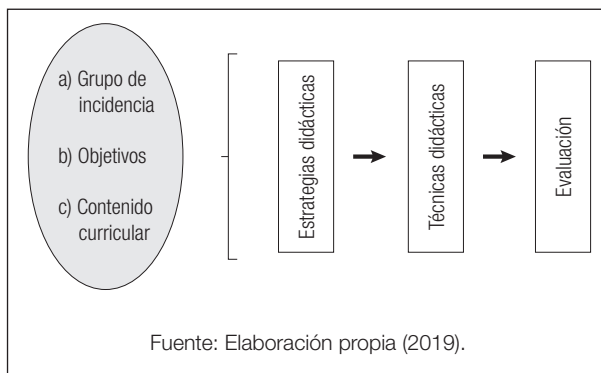 a) Grupo de
incidencia
b) Objetivos
c) Contenido
curricular
Estrategias didácticas
Técnicas didácticas
Evaluación
Fuente: Elaboración propia (2019).